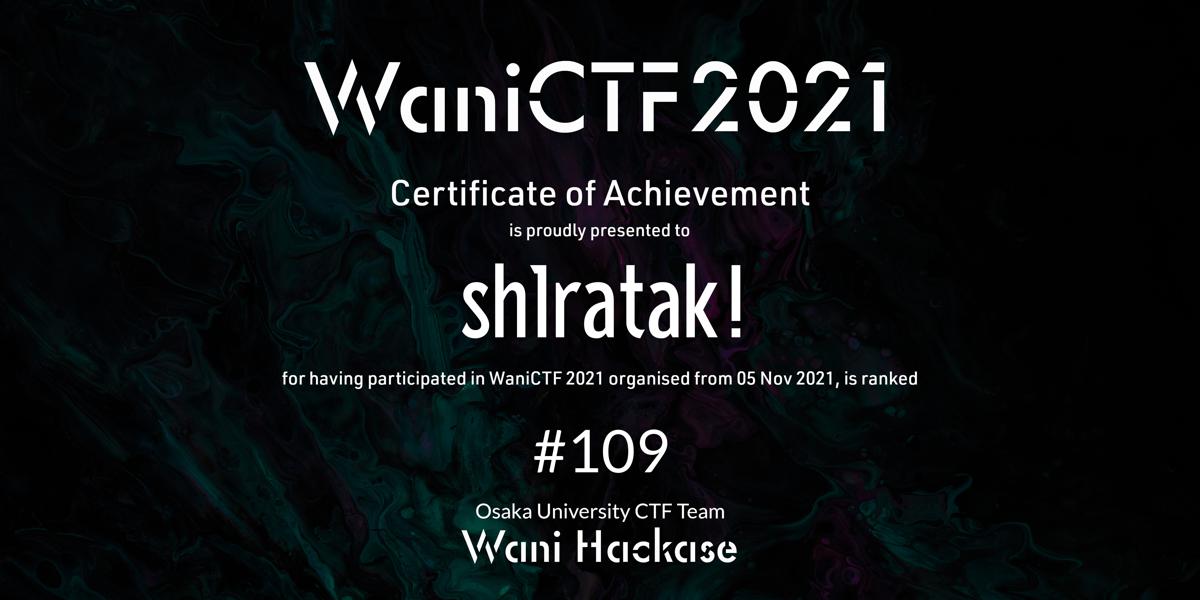 WaniCTF2021
Certificate of Achievement
is proudly presented to
sh1ratak!
for having participated in WaniCTF 2021 organised from 05 Nov 2021, is ranked
#109
Osaka University CTF Team
Wani Hackase